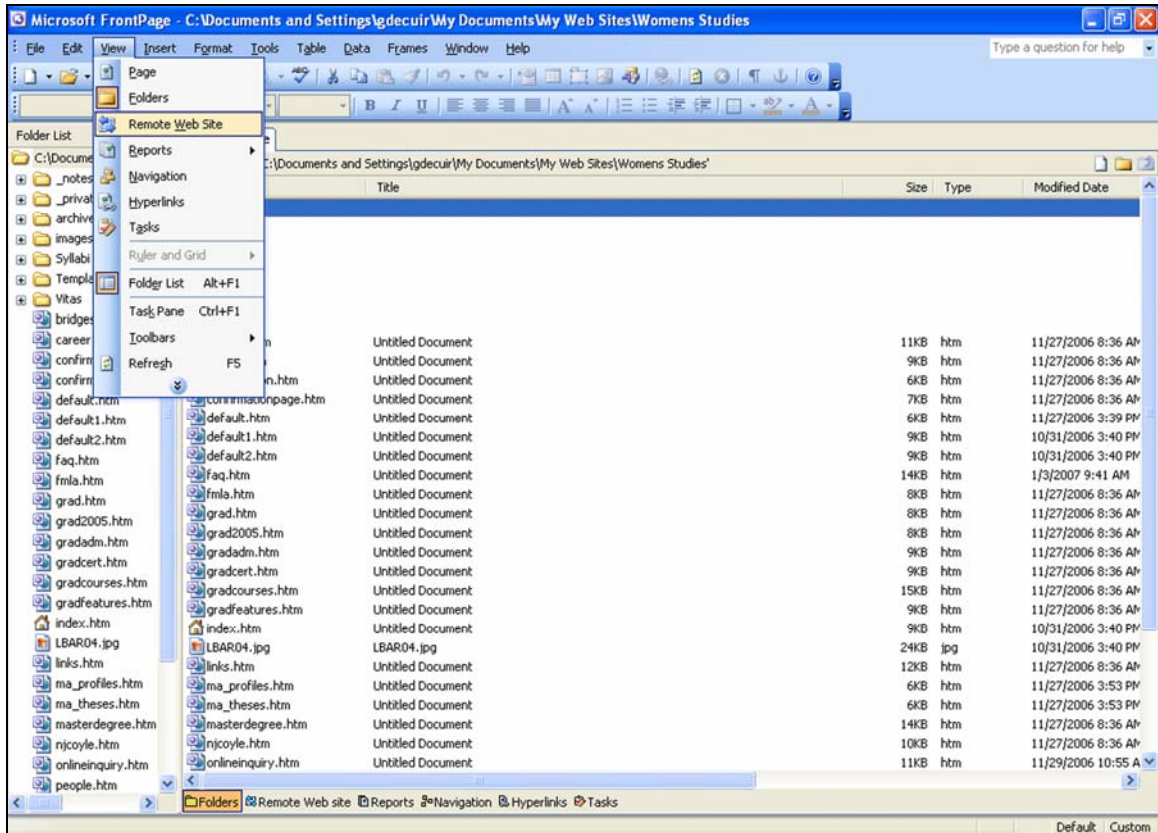 Microsoft FrontPage - C:\Documents and Settings\gdecuir\My Documents\My Web Sites\Womens Studies
File Edit View Insert Format Tools Table Data Frames Window Help Type a question for help
Page
Folders
Remote Web Site
Reports
Navigation
Hyperlinks
Tasks
Ruler and Grid
Folder List Alt+F1
Task Pane Ctrl+F1
Toolbars
Refresh F5
Folder List
C:\Docume
_notes
_privat
archive
images
Syllabi
Templa
Vitas
bridges
career
confirm
confirm
default.htm
default1.htm
default2.htm
faq.htm
fmla.htm
grad.htm
grad2005.htm
gradadm.htm
gradcert.htm
gradcourses.htm
gradfeatures.htm
index.htm
LBAR04.jpg
links.htm
ma_profiles.htm
ma_theses.htm
masterdegree.htm
njcoyle.htm
onlineinquiry.htm
people.htm
:\Documents and Settings\gdecuir\My Documents\My Web Sites\Womens Studies'
Title Size Type Modified Date
Untitled Document 11KB htm 11/27/2006 8:36 AM
Untitled Document 9KB htm 11/27/2006 8:36 AM
n.htm Untitled Document 6KB htm 11/27/2006 8:36 AM
confirmationpage.htm Untitled Document 7KB htm 11/27/2006 8:36 AM
default.htm Untitled Document 6KB htm 11/27/2006 3:39 PM
default1.htm Untitled Document 9KB htm 10/31/2006 3:40 PM
default2.htm Untitled Document 9KB htm 10/31/2006 3:40 PM
faq.htm Untitled Document 14KB htm 1/3/2007 9:41 AM
fmla.htm Untitled Document 8KB htm 11/27/2006 8:36 AM
grad.htm Untitled Document 8KB htm 11/27/2006 8:36 AM
grad2005.htm Untitled Document 8KB htm 11/27/2006 8:36 AM
gradadm.htm Untitled Document 9KB htm 11/27/2006 8:36 AM
gradcert.htm Untitled Document 9KB htm 11/27/2006 8:36 AM
gradcourses.htm Untitled Document 15KB htm 11/27/2006 8:36 AM
gradfeatures.htm Untitled Document 9KB htm 11/27/2006 8:36 AM
index.htm Untitled Document 9KB htm 10/31/2006 3:40 PM
LBAR04.jpg LBAR04.jpg 24KB jpg 10/31/2006 3:40 PM
links.htm Untitled Document 12KB htm 11/27/2006 8:36 AM
ma_profiles.htm Untitled Document 6KB htm 11/27/2006 3:53 PM
ma_theses.htm Untitled Document 6KB htm 11/27/2006 3:53 PM
masterdegree.htm Untitled Document 14KB htm 11/27/2006 8:36 AM
njcoyle.htm Untitled Document 10KB htm 11/27/2006 8:36 AM
onlineinquiry.htm Untitled Document 11KB htm 11/29/2006 10:55 A
Folders Remote Web site Reports Navigation Hyperlinks Tasks
Default Custom